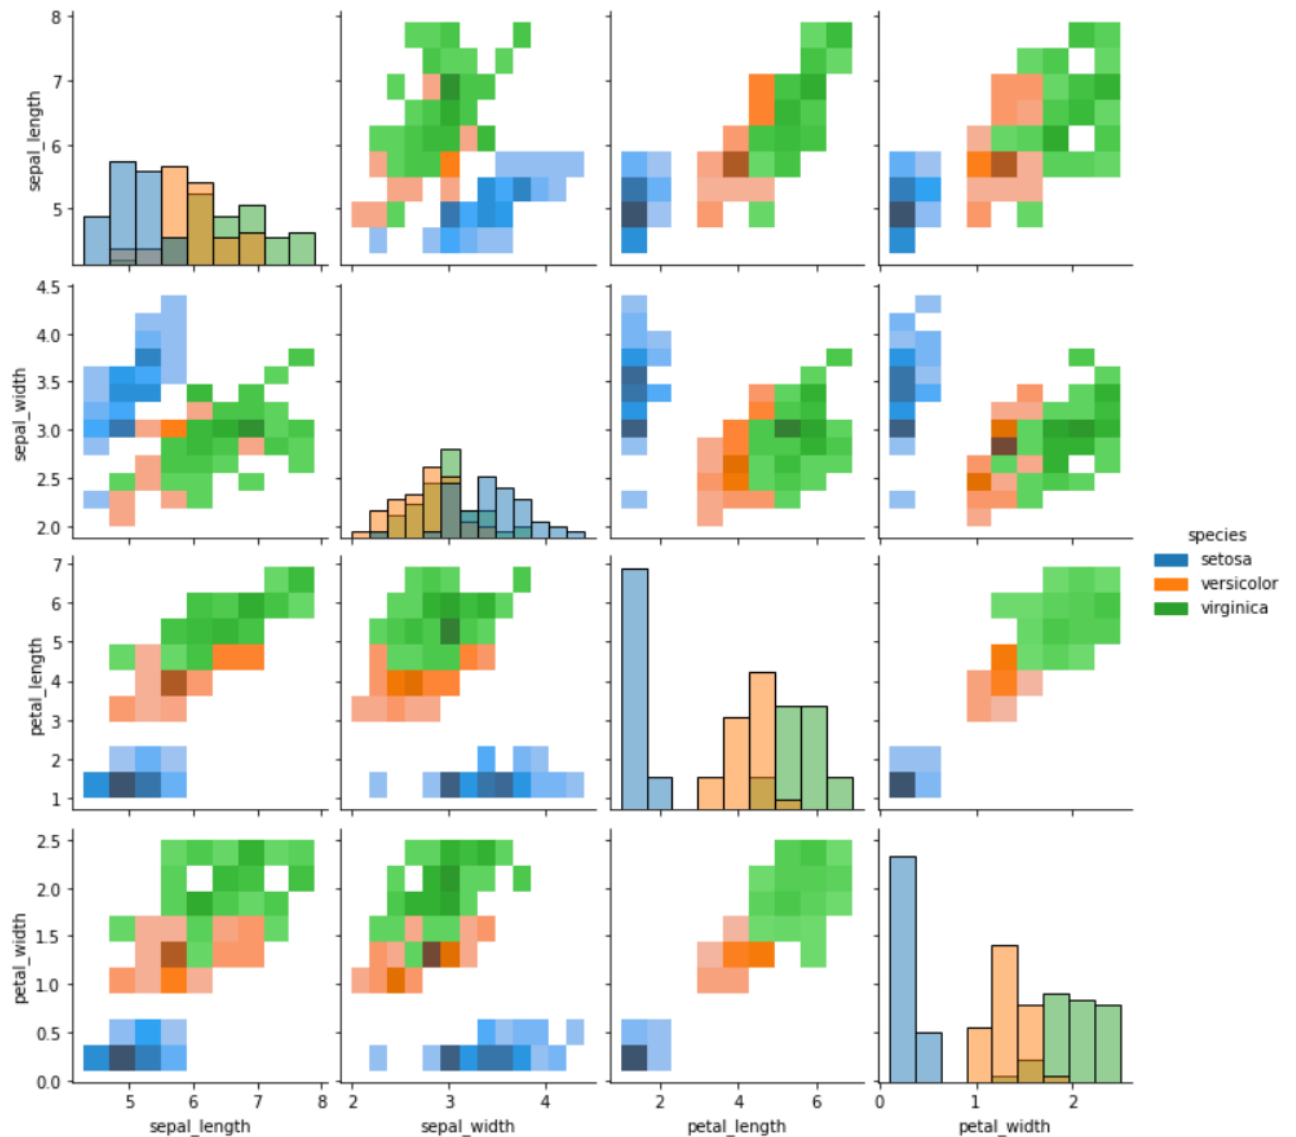 8
7
6
5
sepal_length
4.5
4.0
3.5
3.0
2.5
2.0
sepal_width
species
setosa
versicolor
virginica
7
6
5
4
3
2
1
petal_length
2.5
2.0
1.5
1.0
0.5
0.0
petal_width
5 6 7 8
2 3 4
2 4 6
0 1 2
sepal_length
sepal_width
petal_length
petal_width